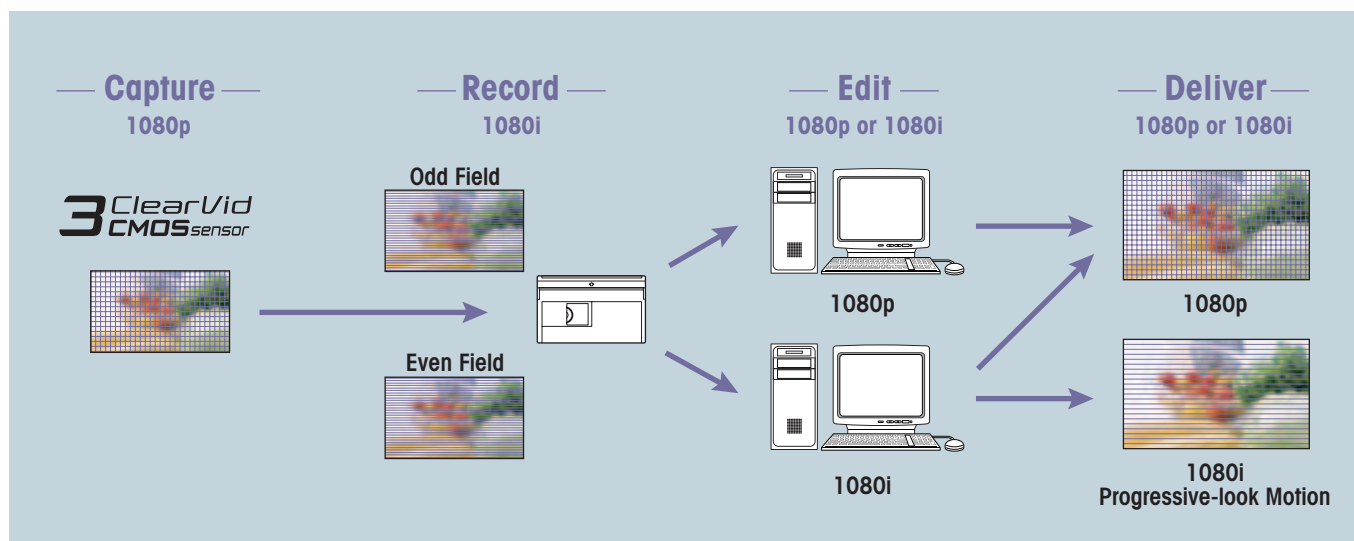 Capture
1080p
3 ClearVid
CMOS sensor
Record
1080i
Odd Field
Even Field
Edit
1080p or 1080i
1080p
1080i
Deliver
1080p or 1080i
1080p
1080i
Progressive-look Motion